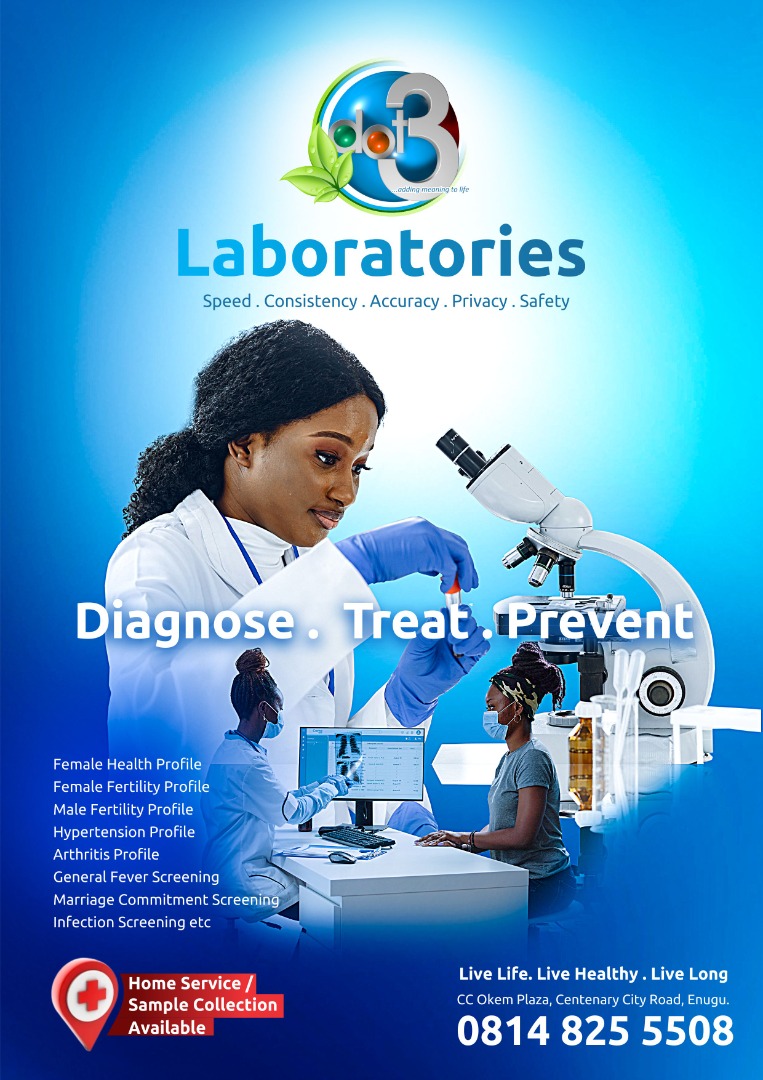 dot3
...adding meaning to life
Laboratories
Speed . Consistency . Accuracy . Privacy . Safety
Diagnose . Treat . Prevent
Female Health Profile
Female Fertility Profile
Male Fertility Profile
Hypertension Profile
Arthritis Profile
General Fever Screening
Marriage Commitment Screening
Infection Screening etc
Home Service /
Sample Collection
Available
Live Life. Live Healthy . Live Long
CC Okem Plaza, Centenary City Road, Enugu.
0814 825 5508